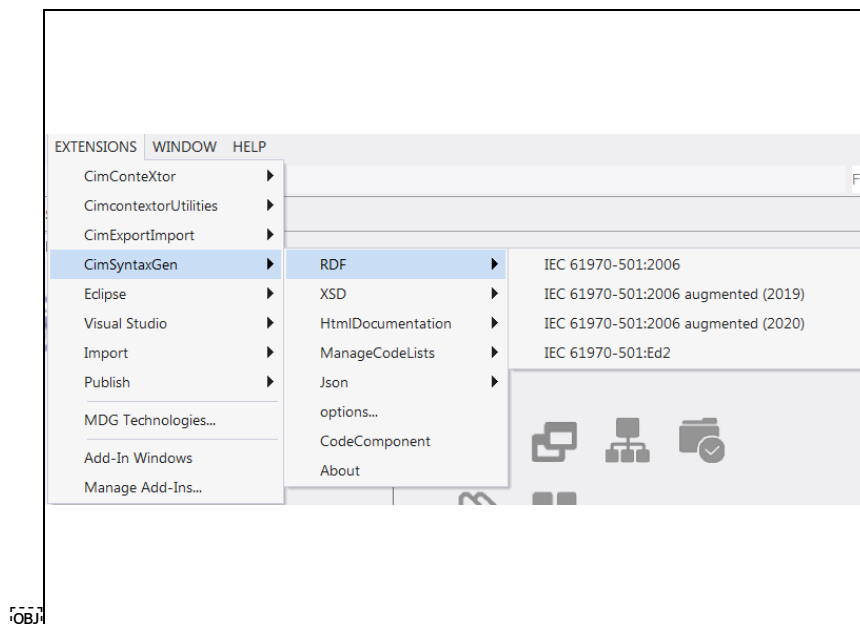 EXTENSIONS WINDOW HELP
CimConteXtor
F
CimcontextorUtilities
CimExportImport
CimSyntaxGen RDF IEC 61970-501:2006
Eclipse XSD IEC 61970-501:2006 augmented (2019)
Visual Studio HtmlDocumentation IEC 61970-501:2006 augmented (2020)
Import ManageCodeLists IEC 61970-501:Ed2
Publish Json
options...
MDG Technologies...
CodeComponent
Add-In Windows
About
Manage Add-Ins...
OBJ